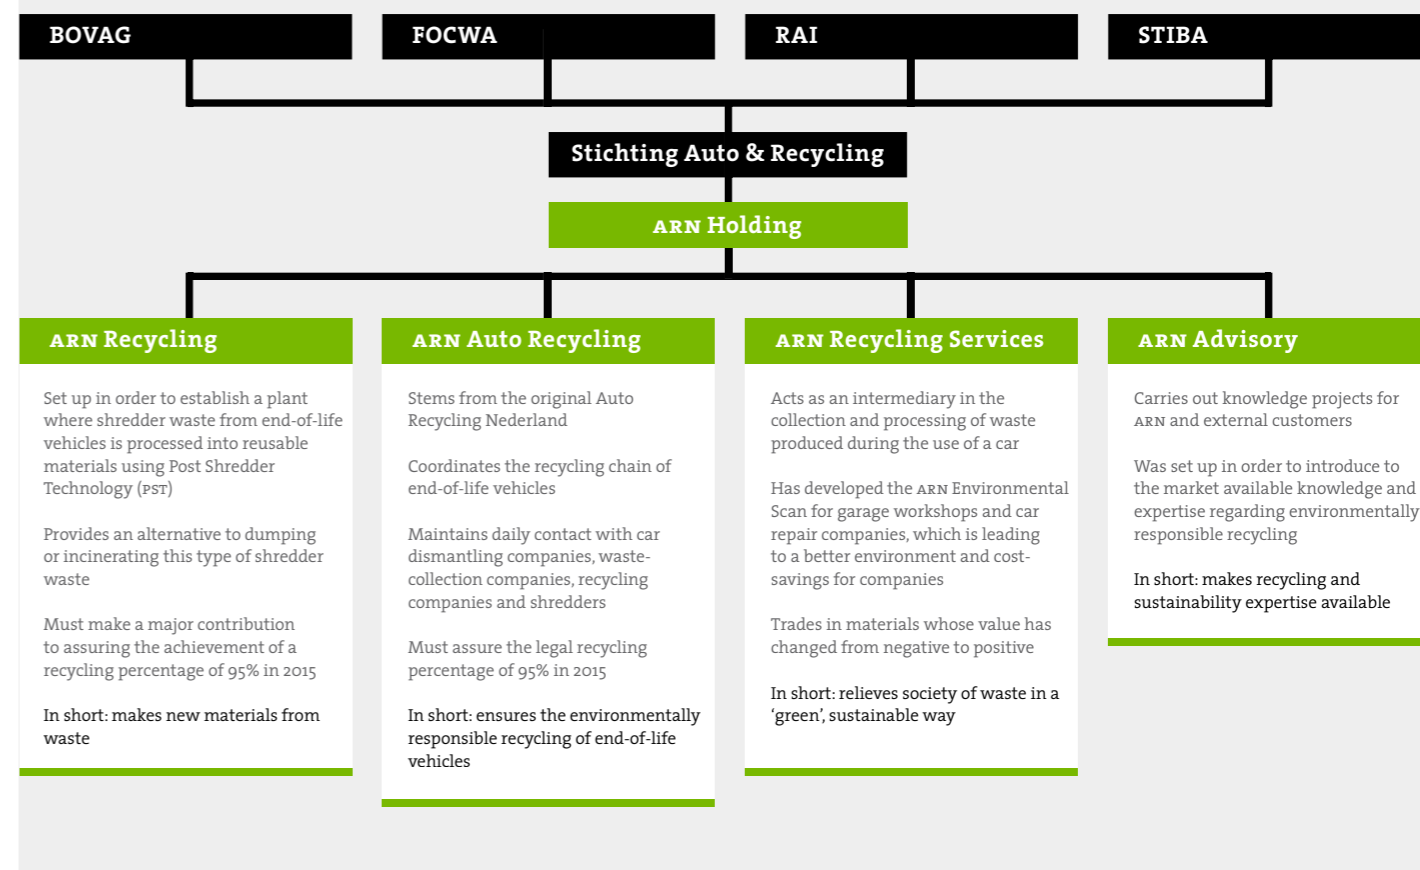 BOVAG
FOCWA
RAI
STIBA
Stichting Auto & Recycling
ARN Holding
ARN Recycling
Set up in order to establish a plant
where shredder waste from end-of-life
vehicles is processed into reusable
materials using Post Shredder
Technology (PST)
Provides an alternative to dumping
or incinerating this type of shredder
waste
Must make a major contribution
to assuring the achievement of a
recycling percentage of 95% in 2015
In short: makes new materials from
waste
ARN Auto Recycling
Stems from the original Auto
Recycling Nederland
Coordinates the recycling chain of
end-of-life vehicles
Maintains daily contact with car
dismantling companies, waste-
collection companies, recycling
companies and shredders
Must assure the legal recycling
percentage of 95% in 2015
In short: ensures the environmentally
responsible recycling of end-of-life
vehicles
ARN Recycling Services
Acts as an intermediary in the
collection and processing of waste
produced during the use of a car
Has developed the ARN Environmental
Scan for garage workshops and car
repair companies, which is leading
to a better environment and cost-
savings for companies
Trades in materials whose value has
changed from negative to positive
In short: relieves society of waste in a
‘green’, sustainable way
ARN Advisory
Carries out knowledge projects for
ARN and external customers
Was set up in order to introduce to
the market available knowledge and
expertise regarding environmentally
responsible recycling
In short: makes recycling and
sustainability expertise available